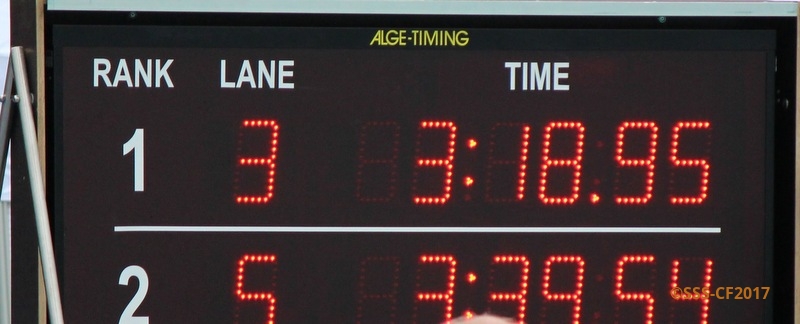 ALGE-TIMING
RANK LANE TIME
1 3 3:18.95
2 5 3:39.54
©SSS-CF2017